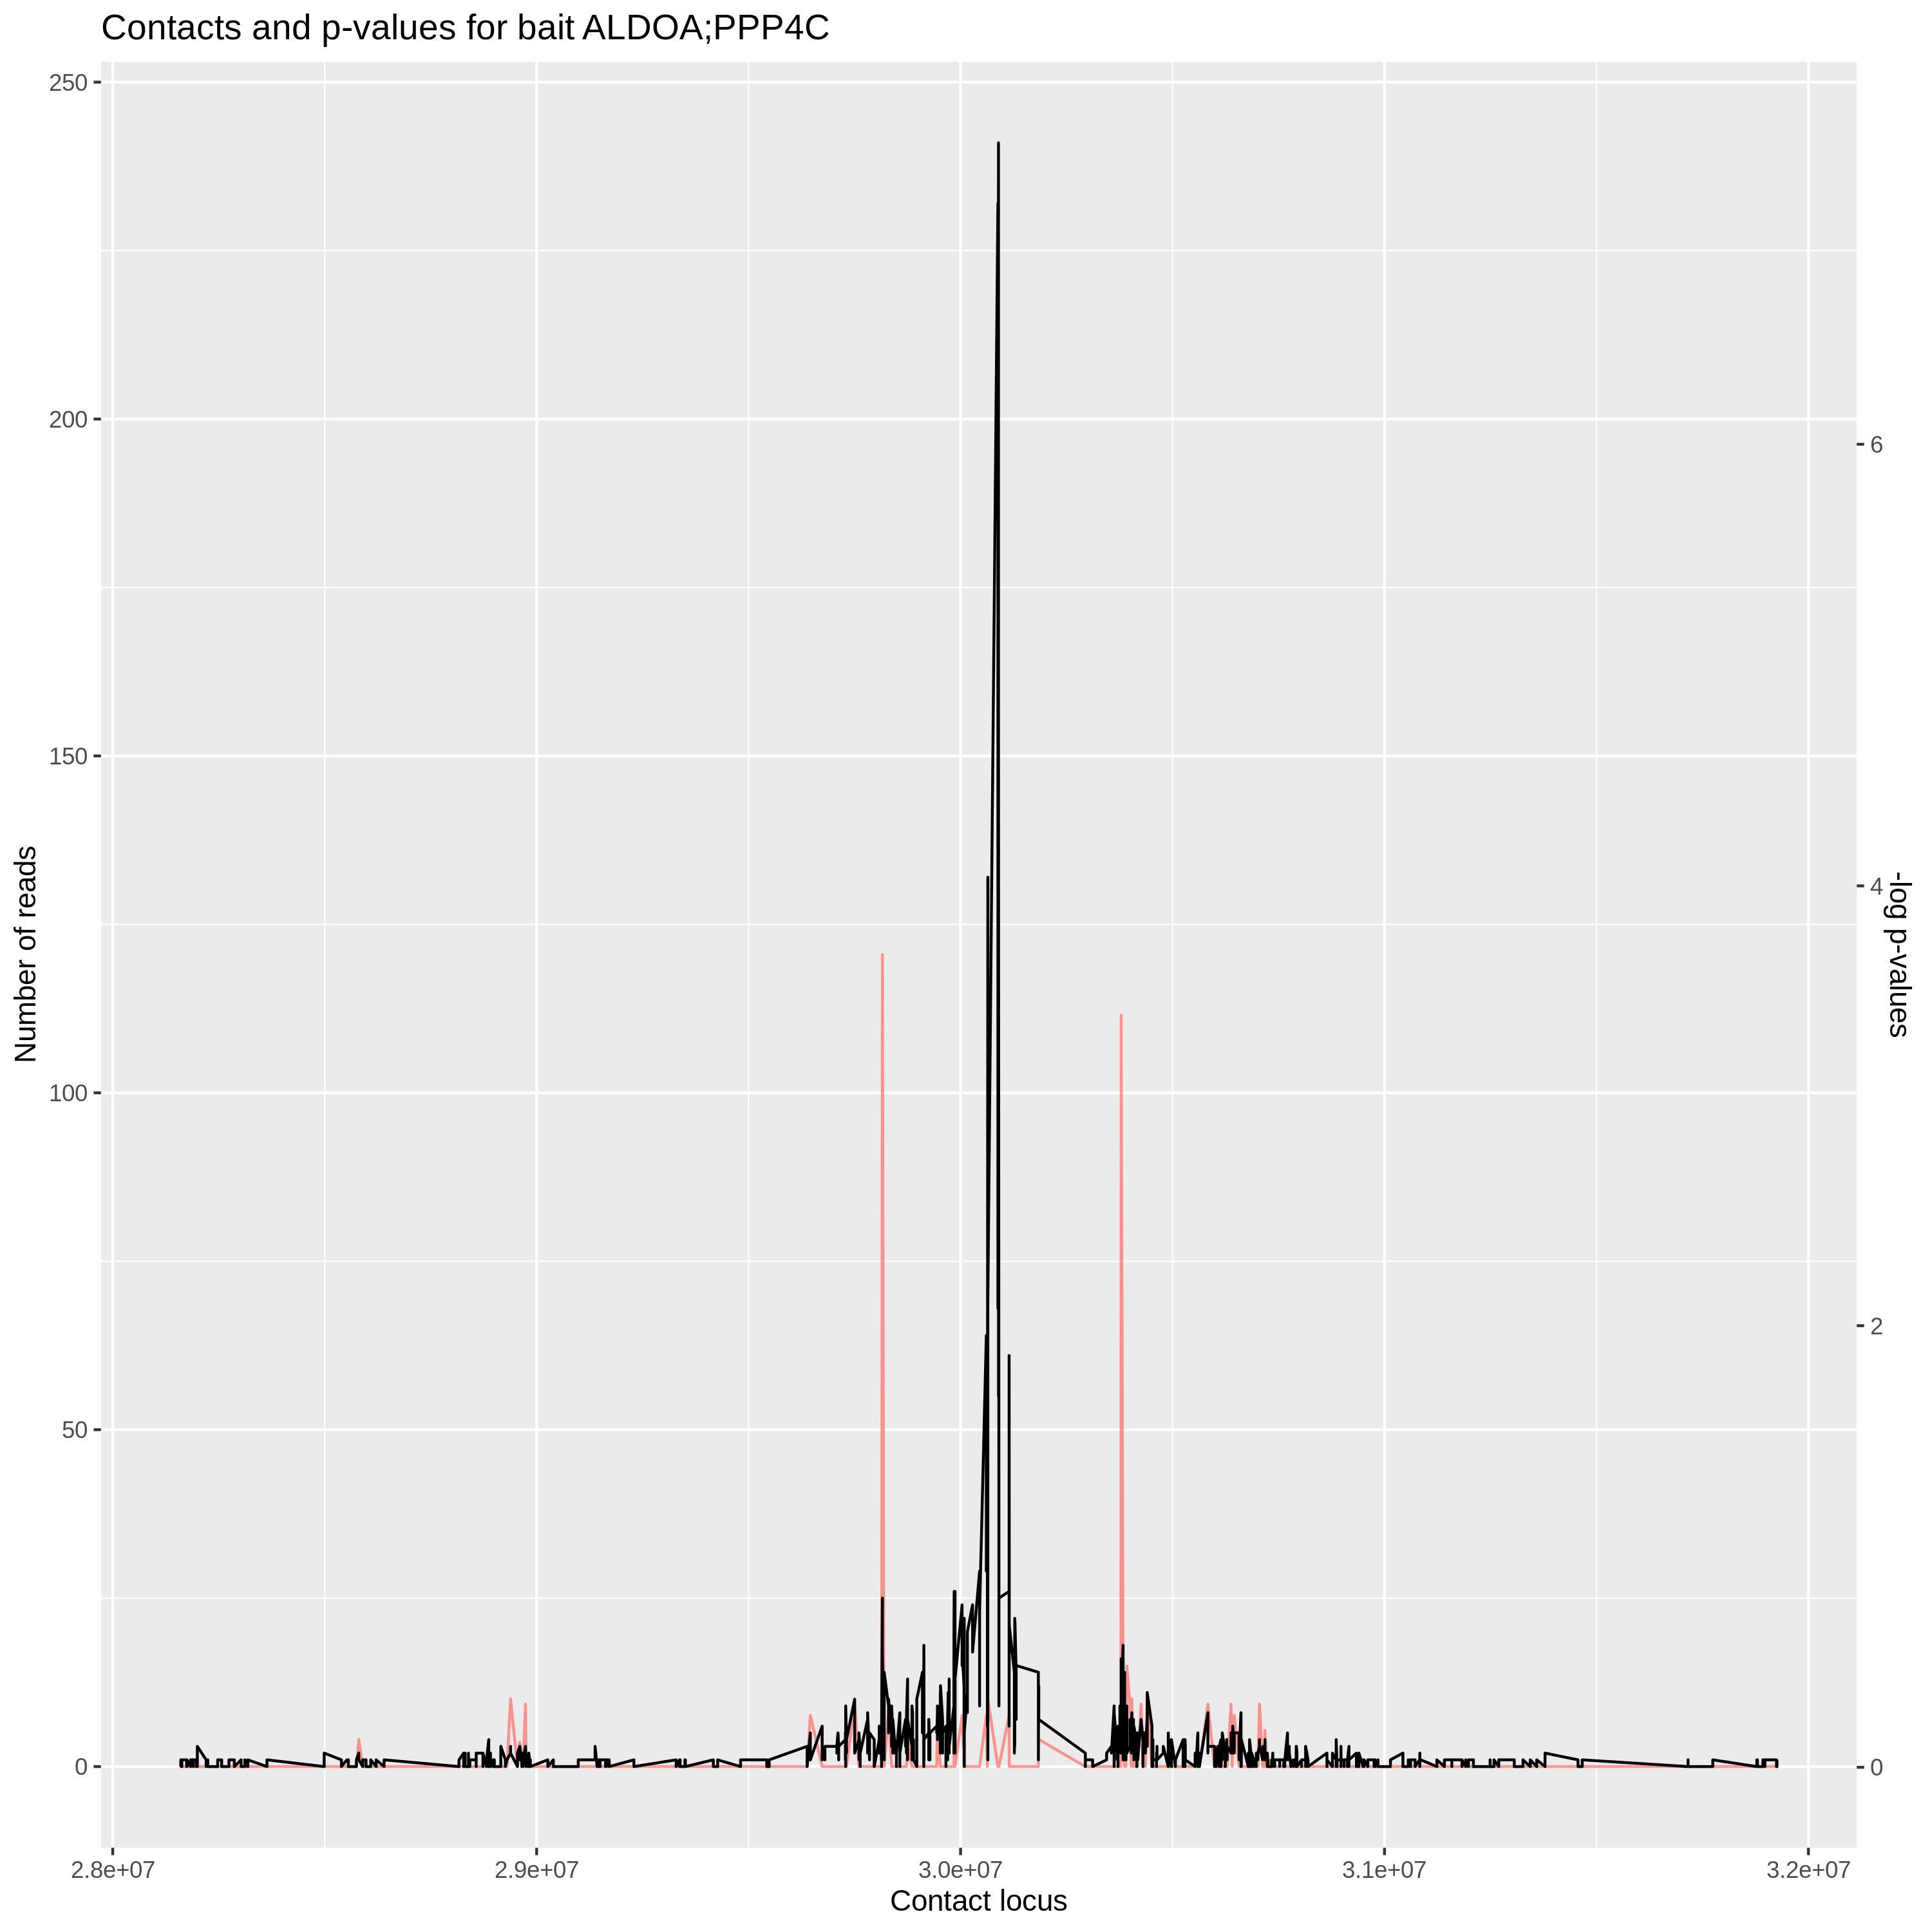 Contacts and p-values for bait ALDOA;PPP4C
250
200
150
100
50
0
Number of reads
6
4
2
0
-log p-values
2.8e+07
2.9e+07
3.0e+07
3.1e+07
3.2e+07
Contact locus